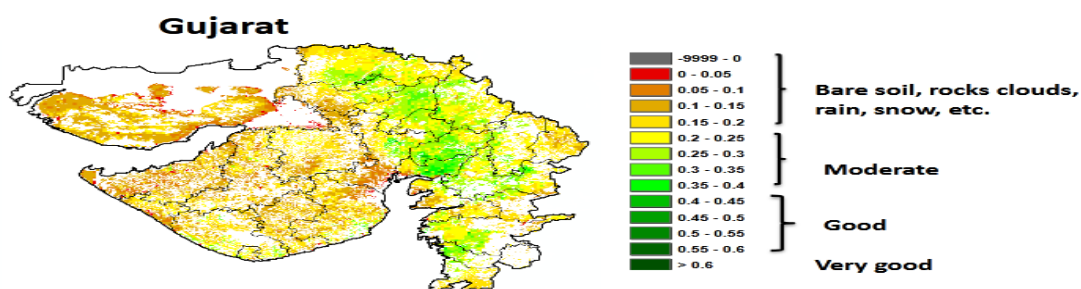 Gujarat
-9999 - 0
0 - 0.05
0.05 - 0.1
0.1 - 0.15
0.15 - 0.2
0.2 - 0.25
0.25 - 0.3
0.3 - 0.35
0.35 - 0.4
0.4 - 0.45
0.45 - 0.5
0.5 - 0.55
0.55 - 0.6
> 0.6
Bare soil, rocks clouds,
rain, snow, etc.
Moderate
Good
Very good